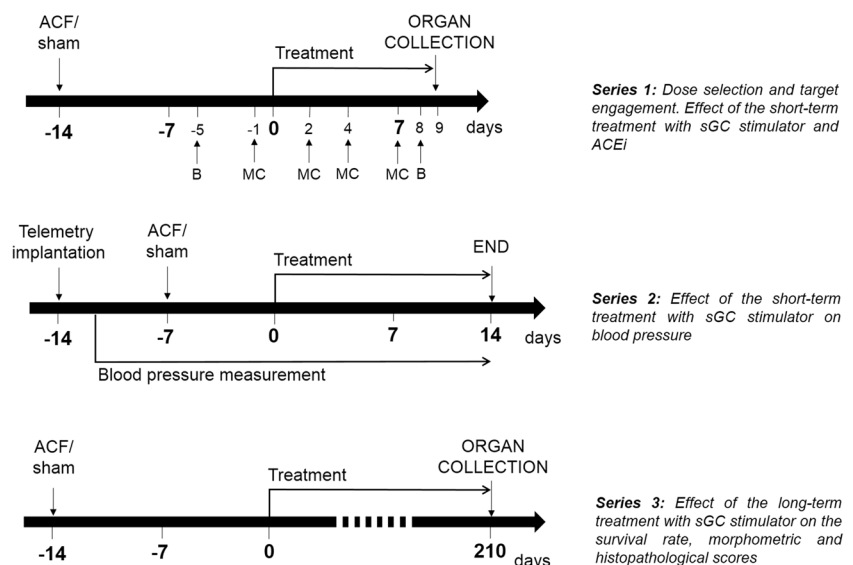 ACF/
sham
ORGAN
COLLECTION
Treatment
-14
-7
-5
-1
0
2
4
7
8
9
days
B
MC
MC
MC
MC
B
Series 1: Dose selection and target
engagement. Effect of the short-term
treatment with sGC stimulator and
ACEi
Telemetry
implantation
ACF/
sham
Treatment
END
-14
-7
0
7
14
days
Blood pressure measurement
Series 2: Effect of the short-term
treatment with sGC stimulator on
blood pressure
ACF/
sham
Treatment
ORGAN
COLLECTION
-14
-7
0
210
days
Series 3: Effect of the long-term
treatment with sGC stimulator on the
survival rate, morphometric and
histopathological scores